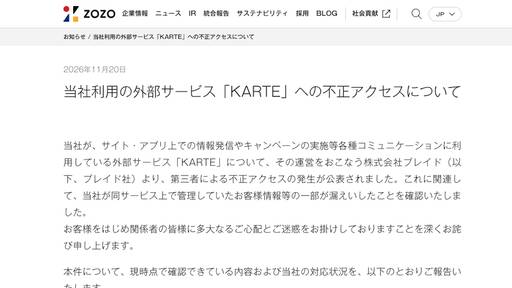 ZOZO 企業情報 ニュース IR 統合報告 サステナビリティ 採用 BLOG 社会貢献 JP
お知らせ / 当社利用の外部サービス「KARTE」への不正アクセスについて
2026年11月20日
当社利用の外部サービス「KARTE」への不正アクセスについて
当社が、サイト・アプリ上での情報発信やキャンペーンの実施等各種コミュニケーションに利
用している外部サービス「KARTE」について、その運営をおこなう株式会社プレイド（以
下、プレイド社）より、第三者による不正アクセスの発生が公表されました。これに関連し
て、当社が同サービス上で管理していたお客様情報等の一部が漏えいしたことを確認いたしま
した。
お客様をはじめ関係者の皆様に多大なるご心配とご迷惑をお掛けしておりますことを深くお詫
び申し上げます。
本件について、現時点で確認できている内容および当社の対応状況を、以下のとおりご報告い
たします。